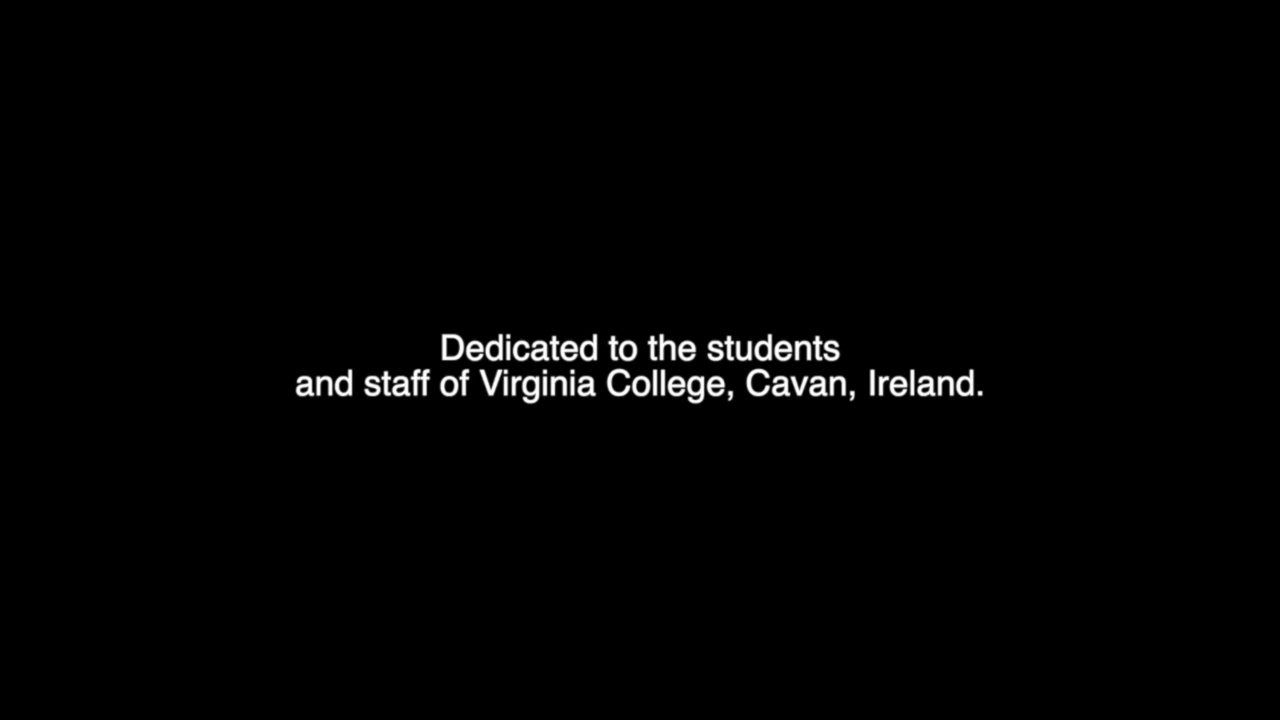 Dedicated to the students
and staff of Virginia College, Cavan, Ireland.